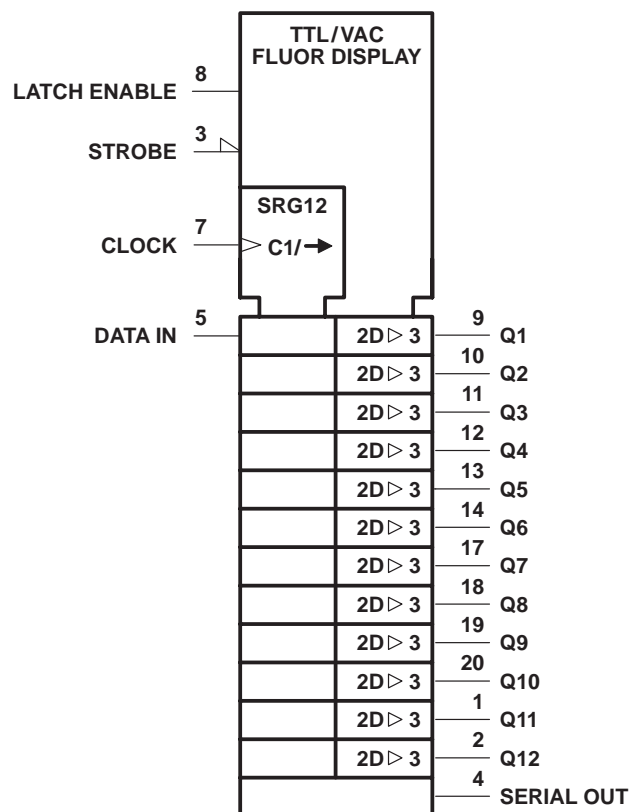 TTL/VAC
FLUOR DISPLAY
8
LATCH ENABLE
3
STROBE
SRG12
7
CLOCK
C1/
5
DATA IN
2D 3
9
Q1
2D 3
10
Q2
2D 3
11
Q3
2D 3
12
Q4
2D 3
13
Q5
2D 3
14
Q6
2D 3
17
Q7
2D 3
18
Q8
2D 3
19
Q9
2D 3
20
Q10
2D 3
1
Q11
2D 3
2
Q12
4
SERIAL OUT